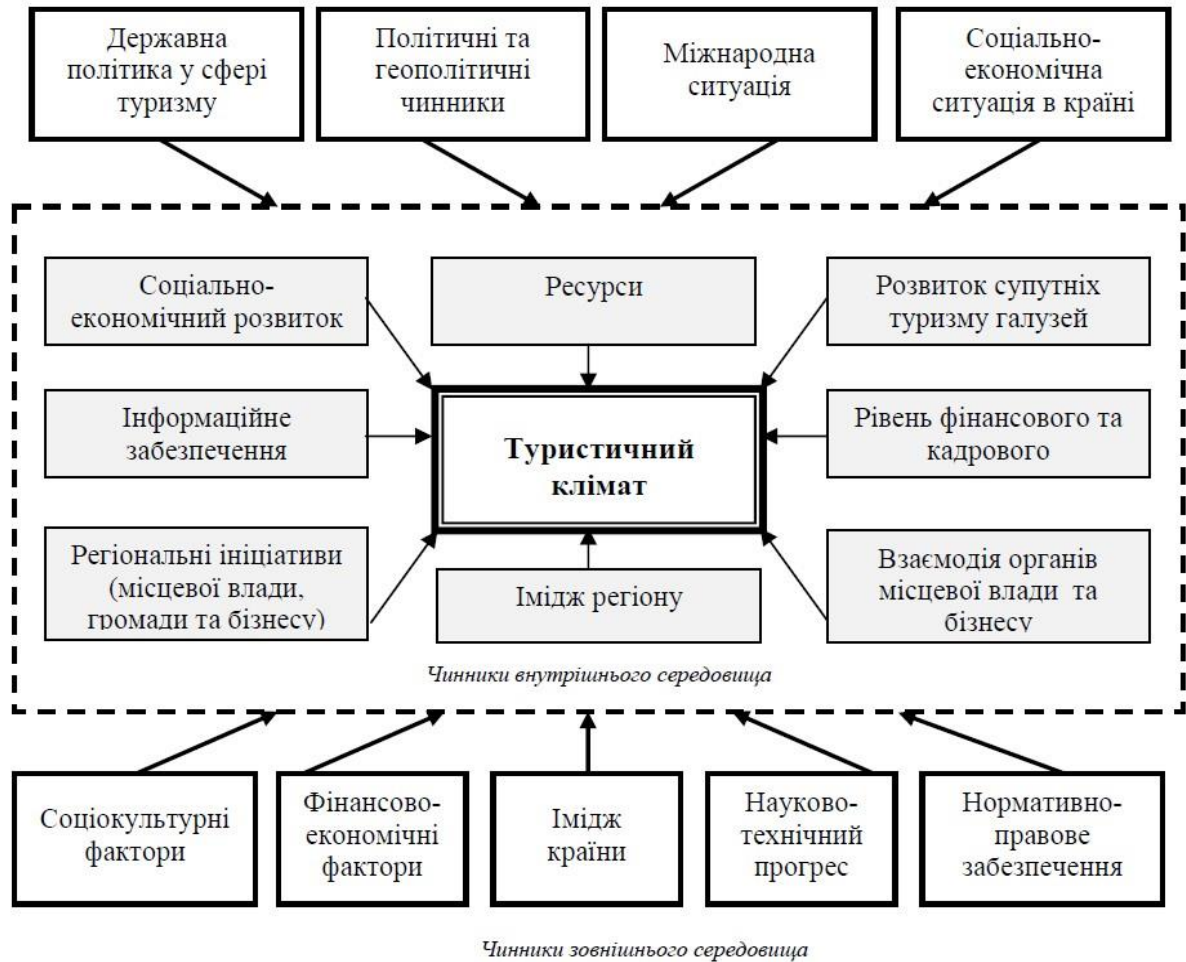 Державна
політика у сфері
туризму
Політичні та
геополітичні
чинники
Міжнародна
ситуація
Соціально-
економічна
ситуація в країні
Соціально-
економічний розвиток
Ресурси
Розвиток супутніх
туризму галузей
Інформаційне
забезпечення
Туристичний
клімат
Рівень фінансового та
кадрового
Регіональні ініціативи
(місцевої влади,
громади та бізнесу)
Імідж регіону
Взаємодія органів
місцевої влади та
бізнесу
Чинники внутрішнього середовища
Соціокультурні
фактори
Фінансово-
економічні
фактори
Імідж
країни
Науково-
технічний
прогрес
Нормативно-
правове
забезпечення
Чинники зовнішнього середовища